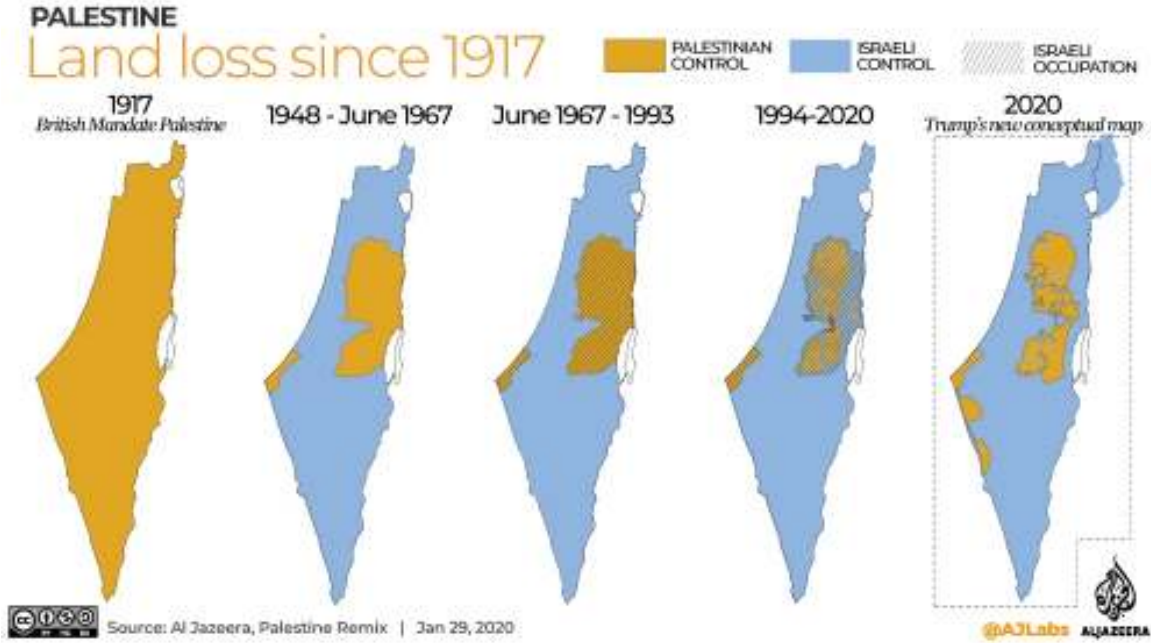 PALESTINE
Land loss since 1917
PALESTINIAN
CONTROL
ISRAELI
CONTROL
ISRAELI
OCCUPATION
1917
British Mandate Palestine
1948 - June 1967
June 1967 - 1993
1994-2020
2020
Trump's new conceptual map
cc
Source: Al Jazeera, Palestine Remix | Jan 29, 2020
@AJLabs
ALJAZEERA